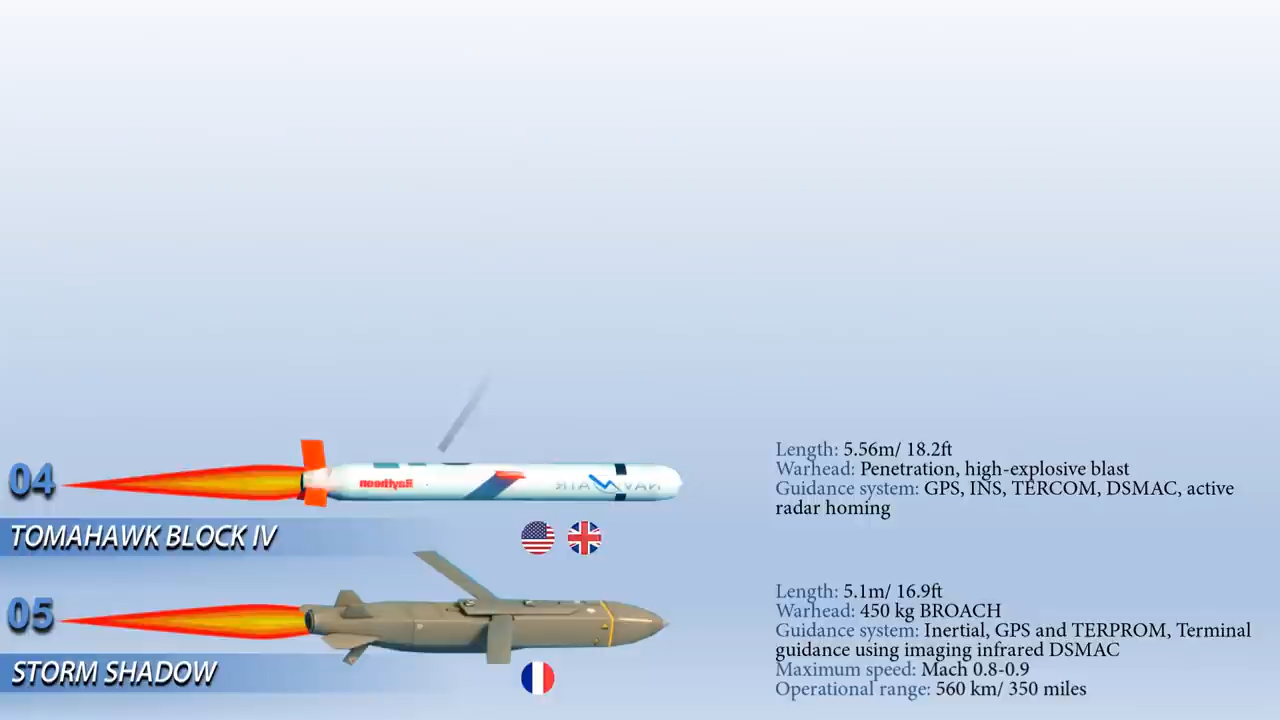 Length: 5.56m/ 18.2ft
Warhead: Penetration, high-explosive blast
Guidance system: GPS, INS, TERCOM, DSMAC, active
radar homing
04
Raytheon
NAV AIR
TOMAHAWK BLOCK IV
Length: 5.1m/ 16.9ft
Warhead: 450 kg BROACH
Guidance system: Inertial, GPS and TERPROM, Terminal
guidance using imaging infrared DSMAC
Maximum speed: Mach 0.8-0.9
Operational range: 560 km/ 350 miles
05
STORM SHADOW